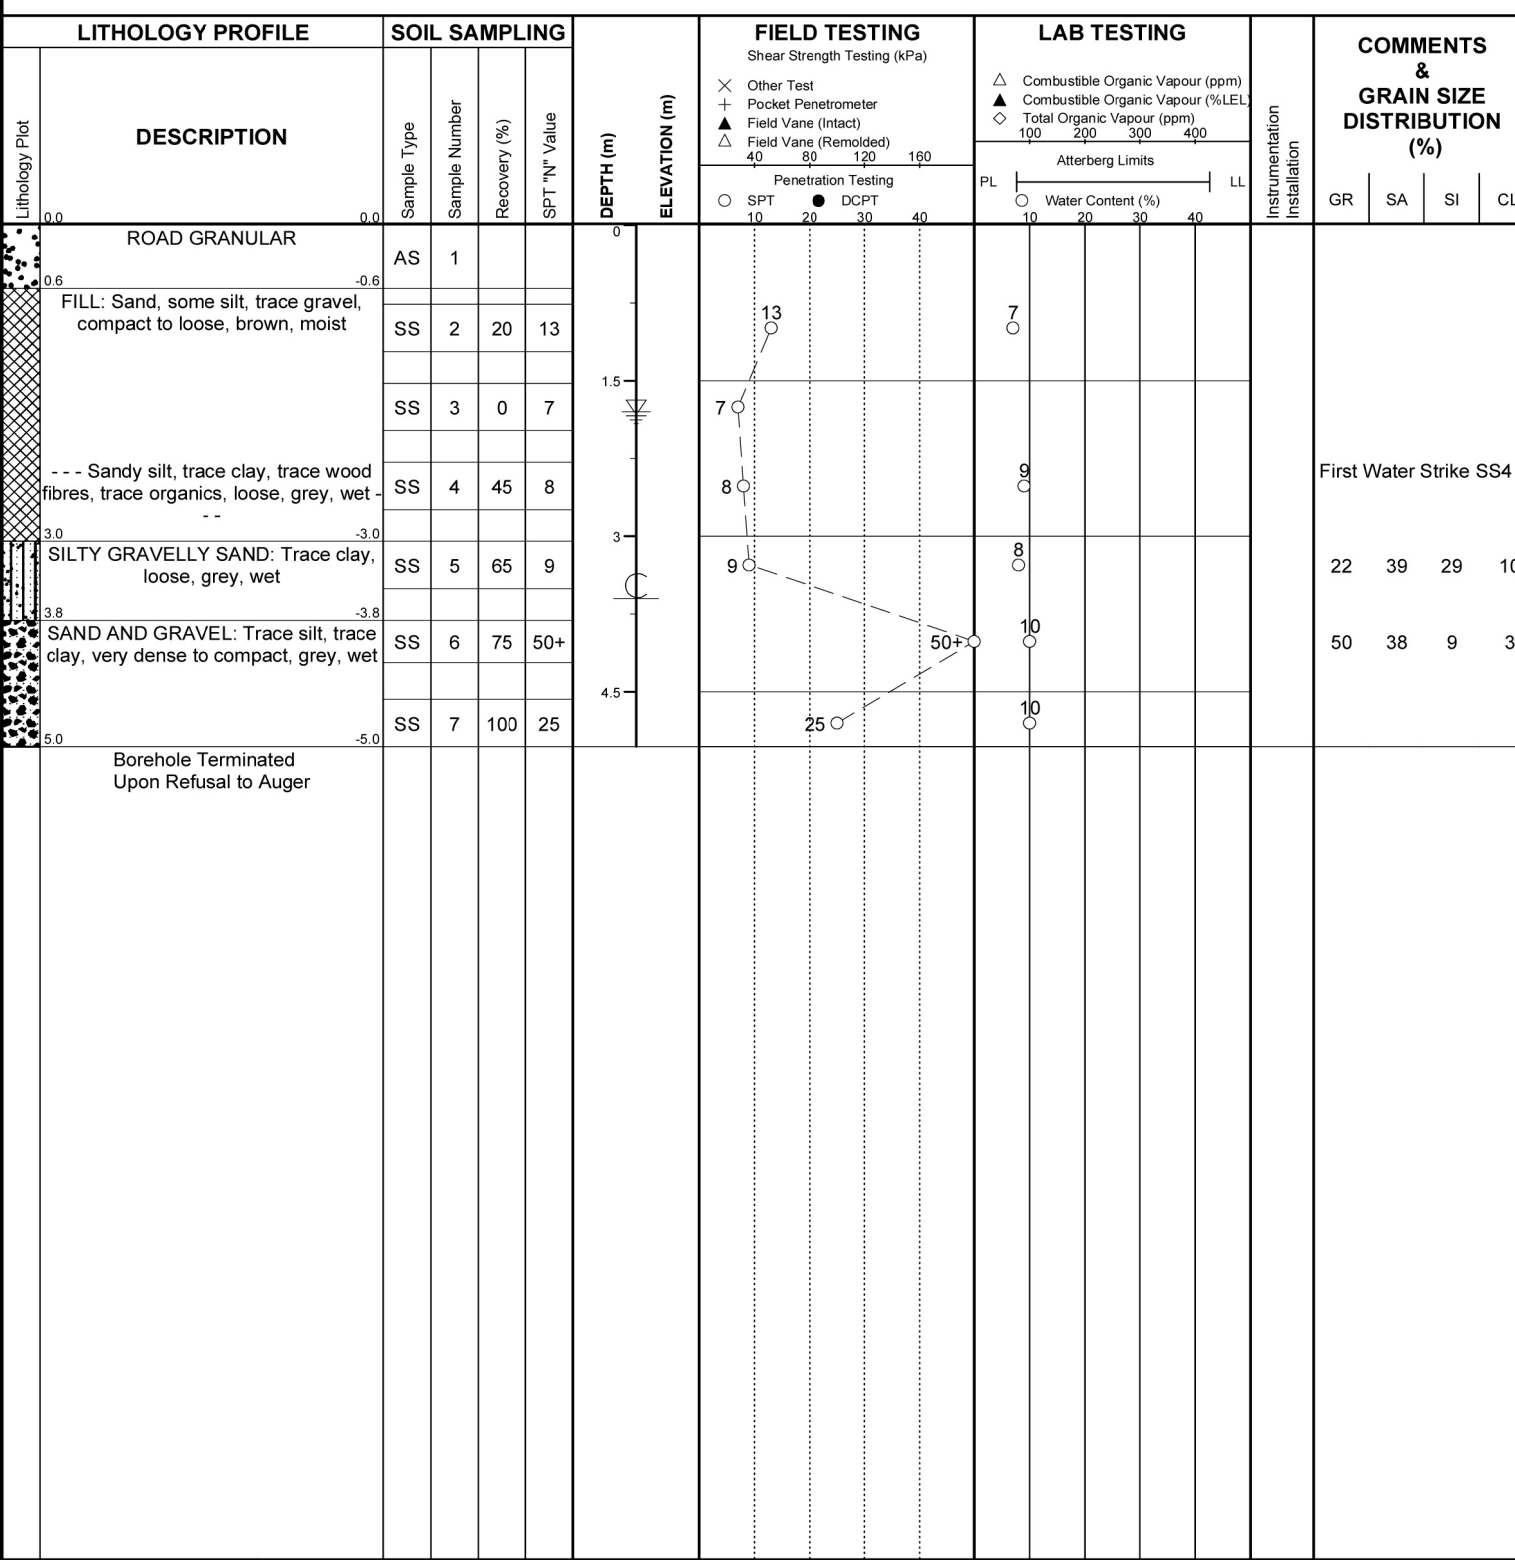 LITHOLOGY PROFILE
SOIL SAMPLING
FIELD TESTING
LAB TESTING
COMMENTS
&
GRAIN SIZE
DISTRIBUTION
(%)
Lithology Plot
DESCRIPTION
0.0 0.0
Sample Type
Sample Number
Recovery (%)
SPT "N" Value
DEPTH (m)
ELEVATION (m)
Shear Strength Testing (kPa)
Other Test
Pocket Penetrometer
Field Vane (Intact)
Field Vane (Remolded)
40 80 120 160
Penetration Testing
SPT DCPT
10 20 30 40
Combustible Organic Vapour (ppm)
Combustible Organic Vapour (%LEL)
Total Organic Vapour (ppm)
100 200 300 400
Atterberg Limits
PL LL
Water Content (%)
10 20 30 40
Instrumentation
Installation
GR SA SI CL
ROAD GRANULAR
0.6 -0.6
AS 1
0
FILL: Sand, some silt, trace gravel,
compact to loose, brown, moist
SS 2 20 13
13
7
1.5
SS 3 0 7
7
- - - Sandy silt, trace clay, trace wood
fibres, trace organics, loose, grey, wet -
- -
3.0 -3.0
SS 4 45 8
8
9
First Water Strike SS4
3
SILTY GRAVELLY SAND: Trace clay,
loose, grey, wet
3.8 -3.8
SS 5 65 9
9
8
22 39 29 10
C
SAND AND GRAVEL: Trace silt, trace
clay, very dense to compact, grey, wet
SS 6 75 50+
50+
10
50 38 9 3
4.5
5.0 -5.0
SS 7 100 25
25
10
Borehole Terminated
Upon Refusal to Auger